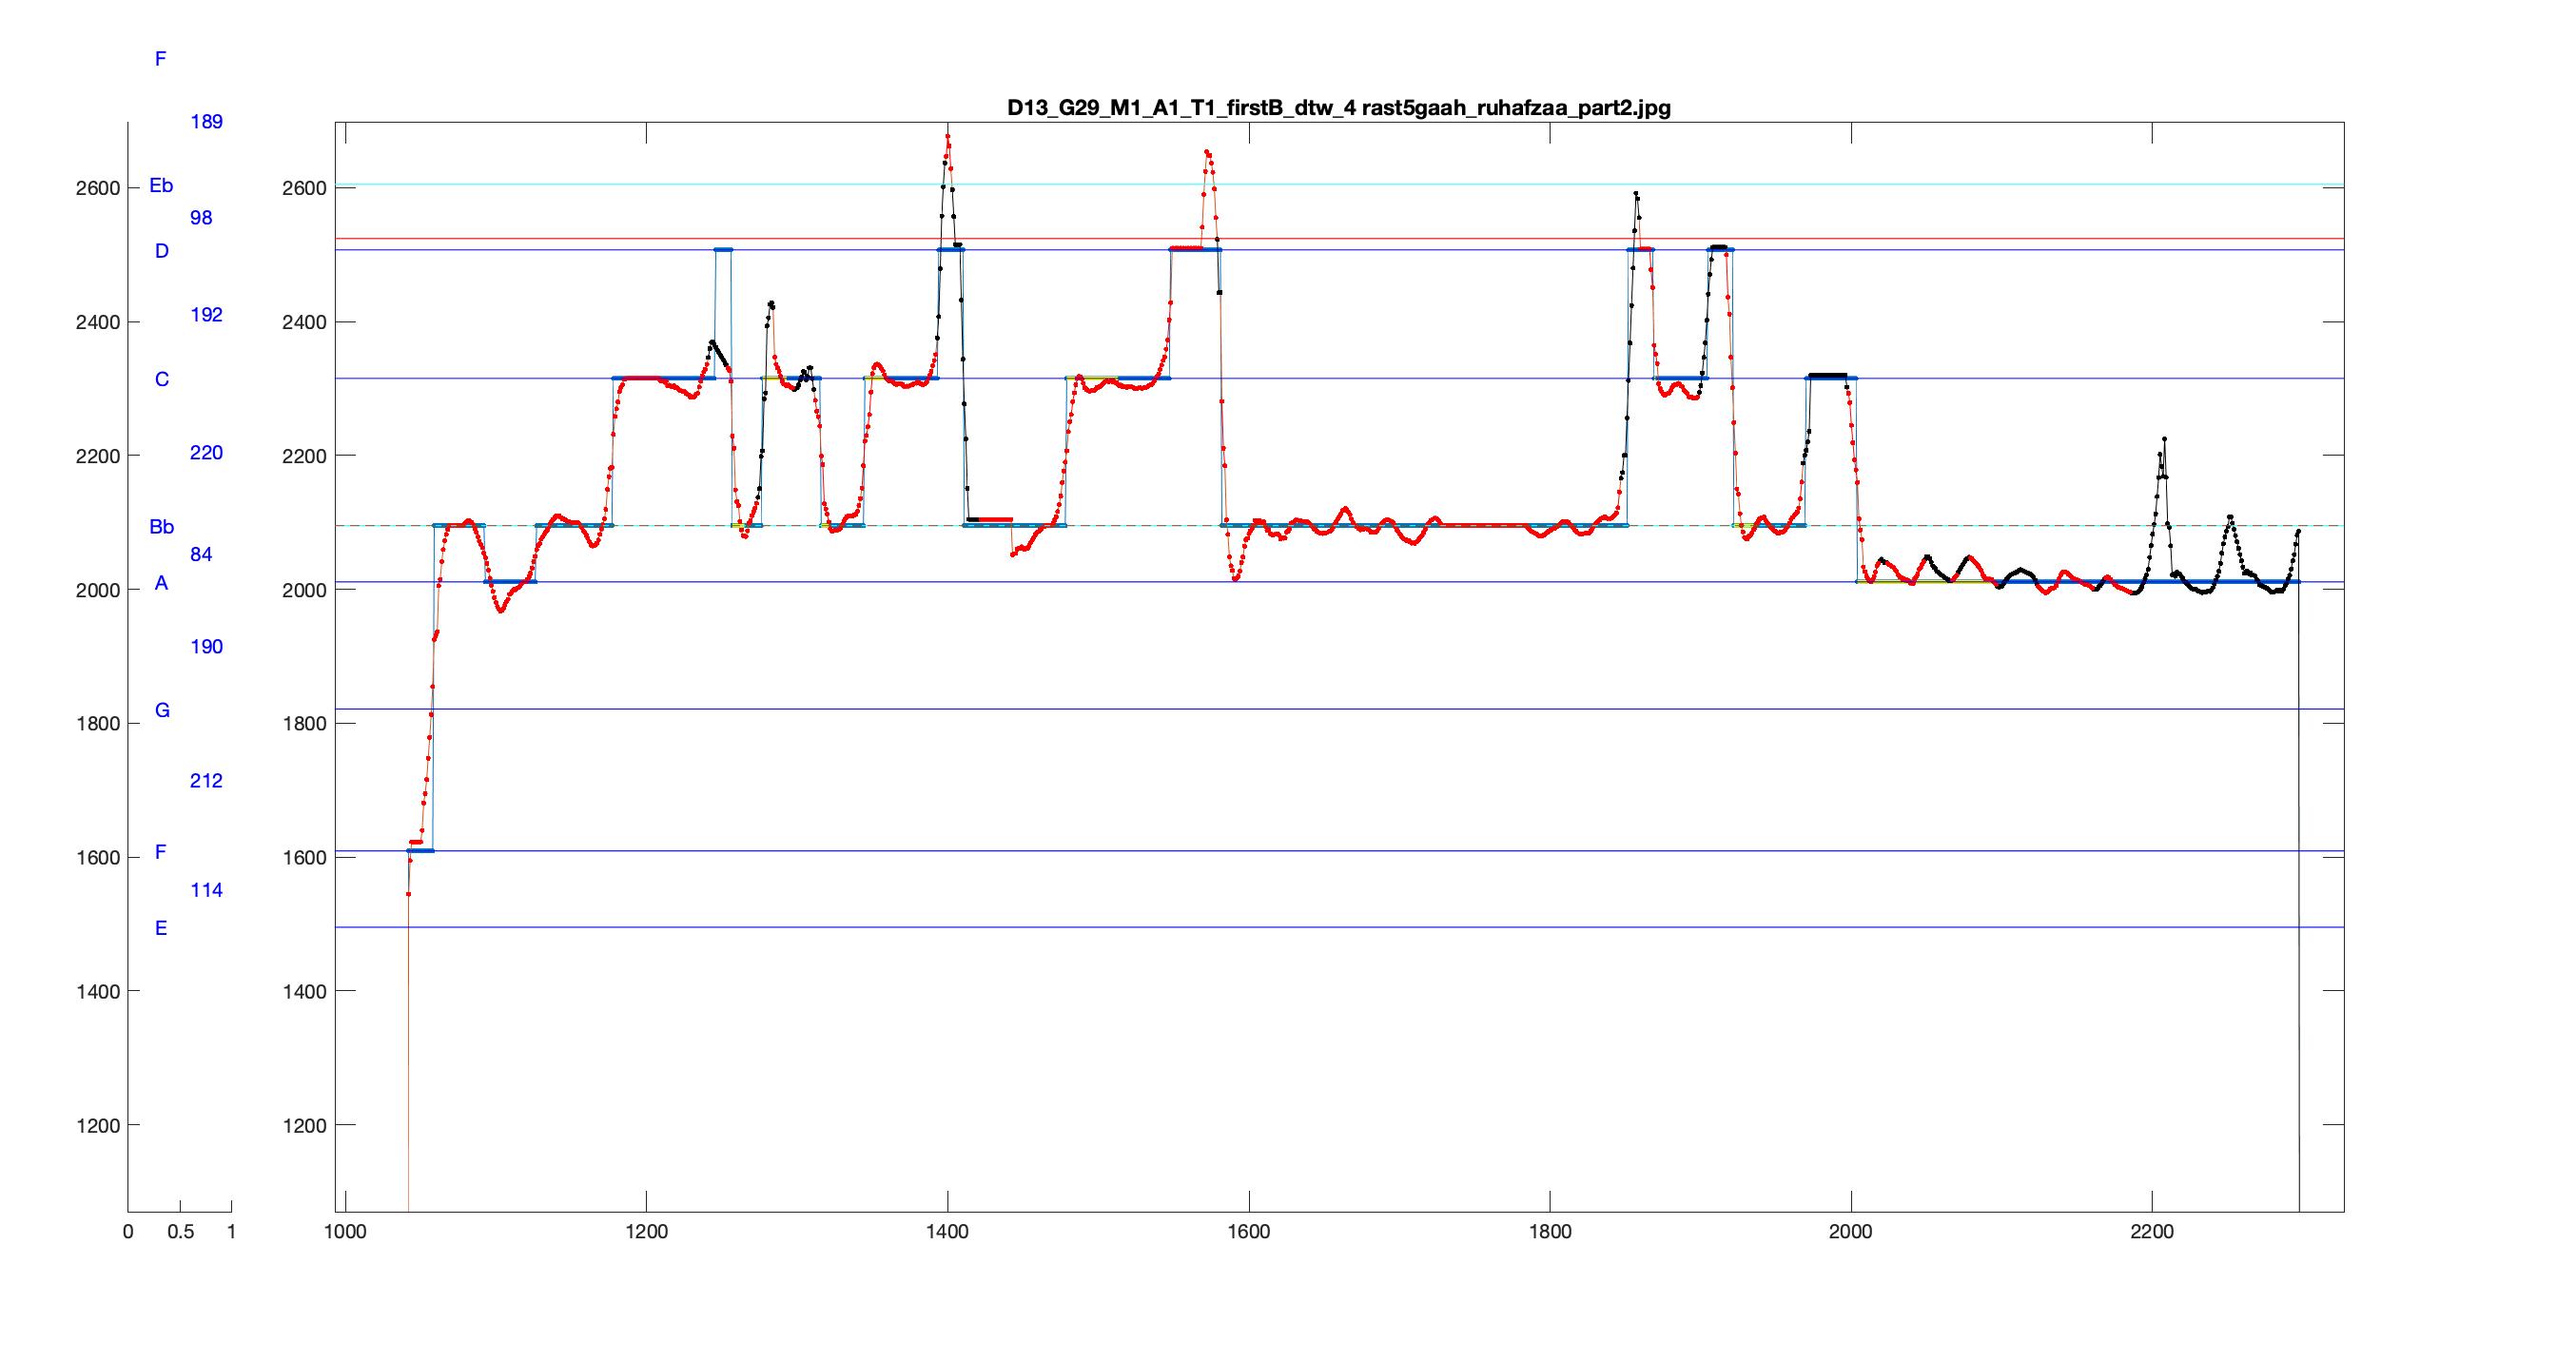 F
D13_G29_M1_A1_T1_firstB_dtw_4 rast5gaah_ruhafzaa_part2.jpg
189
2600 Eb 2600
98
D
192
2400 2400
C
220
2200 2200
Bb
84
2000 A 2000
190
G
1800 1800
212
1600 F 1600
114
E
1400 1400
1200 1200
0 0.5 1 1000 1200 1400 1600 1800 2000 2200